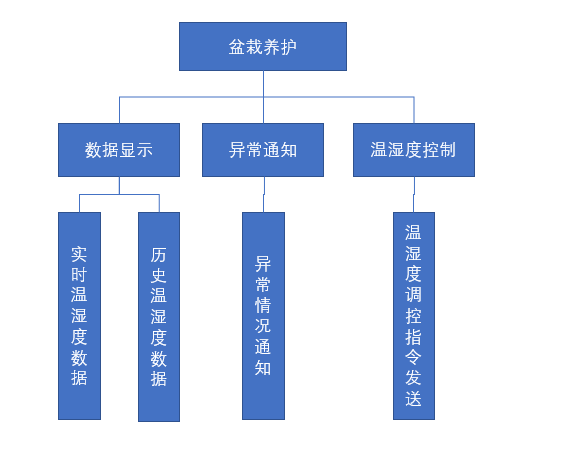 盆栽养护
数据显示
异常通知
温湿度控制
实时温湿度数据
历史温湿度数据
异常情况通知
温湿度调控指令发送